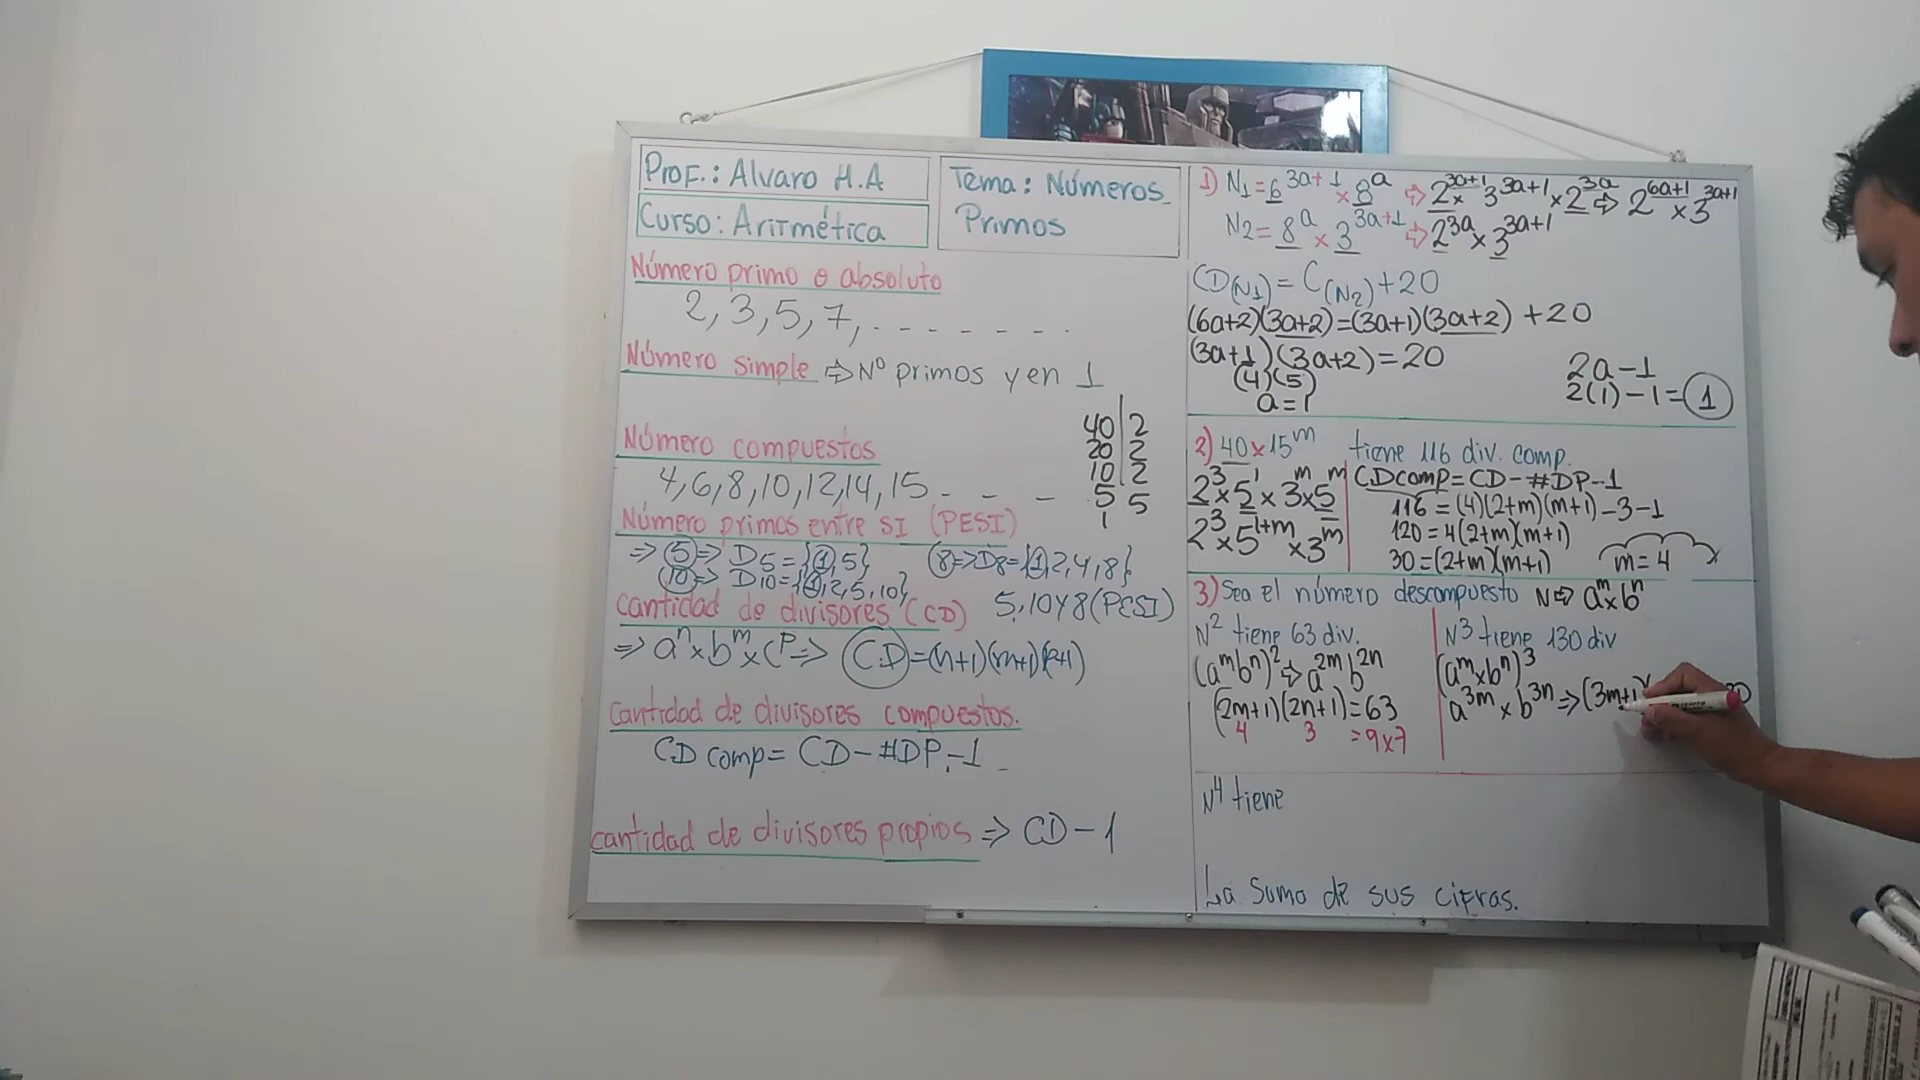 Prof.: Alvaro H.A
Curso: Aritmética
Tema: Números
Primos
Número primo o absoluto
2, 3, 5, 7, . - - - - - - .
Número simple ⇒ Nº primos y en 1
Número compuestos
4, 6, 8, 10, 12, 14, 15 - - -
40 | 2
20 | 2
10 | 2
5 | 5
1
Número primos entre SI (PESI)
⇒ 5 ⇒ D5 = {1, 5} 8 ⇒ D8 = {1, 2, 4, 8}
10 ⇒ D10 = {1, 2, 5, 10}
Cantidad de divisores (CD) 5, 10 y 8 (PESI)
⇒ a^n × b^m × C^p ⇒ CD = (n+1)(m+1)(p+1)
Cantidad de divisores compuestos.
CD comp = CD - #DP - 1
cantidad de divisores propios ⇒ CD - 1
1) N1 = 6^3a+1 × 8^a ⇒ 2^3a+1 × 3^3a+1 × 2^3a ⇒ 2^6a+1 × 3^3a+1
N2 = 8^a × 3^3a+1 ⇒ 2^3a × 3^3a+1
CD(N1) = C(N2) + 20
(6a+2)(3a+2) = (3a+1)(3a+2) + 20
(3a+1)(3a+2) = 20
(4)(5)
a = 1
2a - 1
2(1) - 1 = 1
2) 40 × 15^m tiene 116 div. comp.
2^3 × 5^1 × 3^m × 5^m
2^3 × 5^1+m × 3^m
CDcomp = CD - #DP - 1
116 = (4)(2+m)(m+1) - 3 - 1
120 = 4(2+m)(m+1)
30 = (2+m)(m+1) m = 4
3) Sea el número descompuesto N ⇒ a^m × b^n
N^2 tiene 63 div.
(a^m b^n)^2 ⇒ a^2m b^2n
(2m+1)(2n+1) = 63
4 3 = 9×7
N^3 tiene 130 div
(a^m × b^n)^3
a^3m × b^3n ⇒ (3m+1)(
N^4 tiene
La Suma de sus cifras.